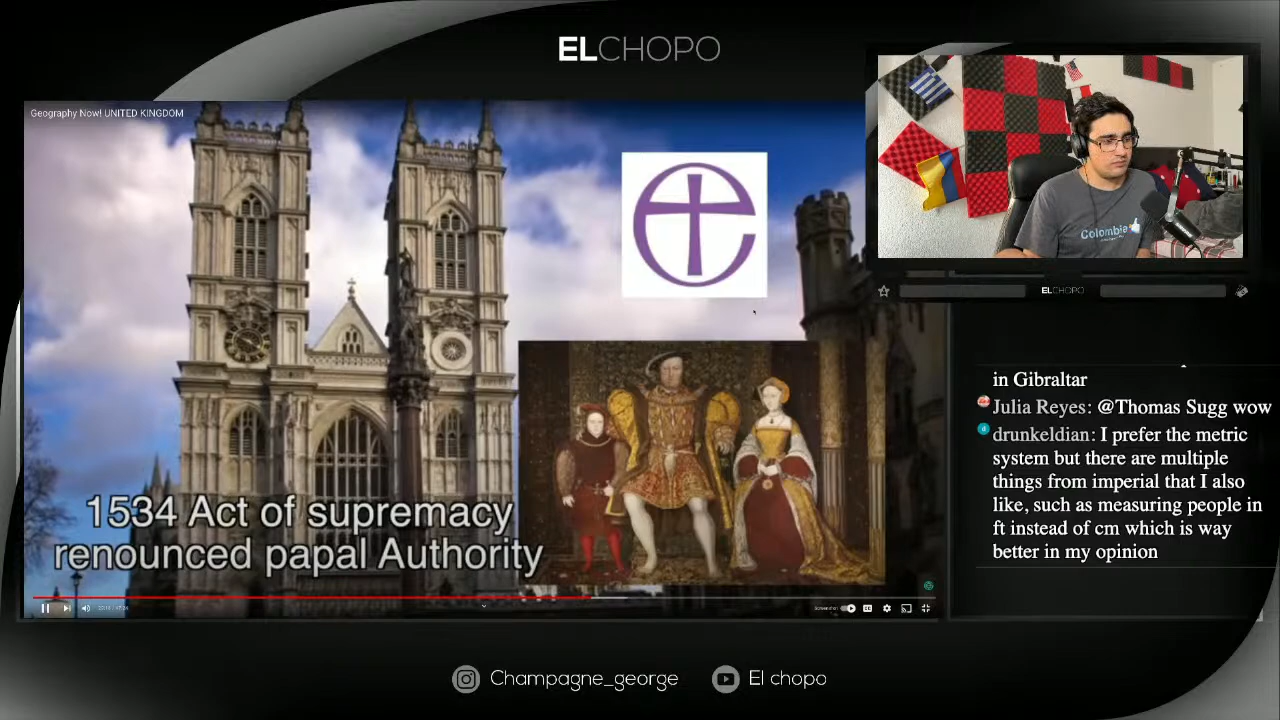 ELCHOPO
Geography Now! UNITED KINGDOM
1534 Act of supremacy
renounced papal Authority
Colombia
ELCHOPO
in Gibraltar
Julia Reyes: @Thomas Sugg wow
drunkeldian: I prefer the metric
system but there are multiple
things from imperial that I also
like, such as measuring people in
ft instead of cm which is way
better in my opinion
Champagne_george
El chopo